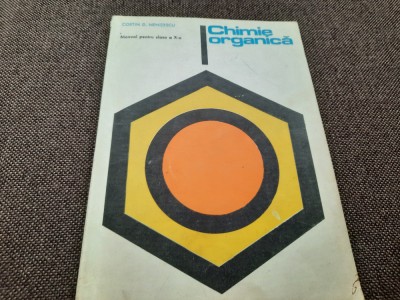 COSTIN D. NENIȚESCU
Chimie
organică
manual pentru clasa a X-a